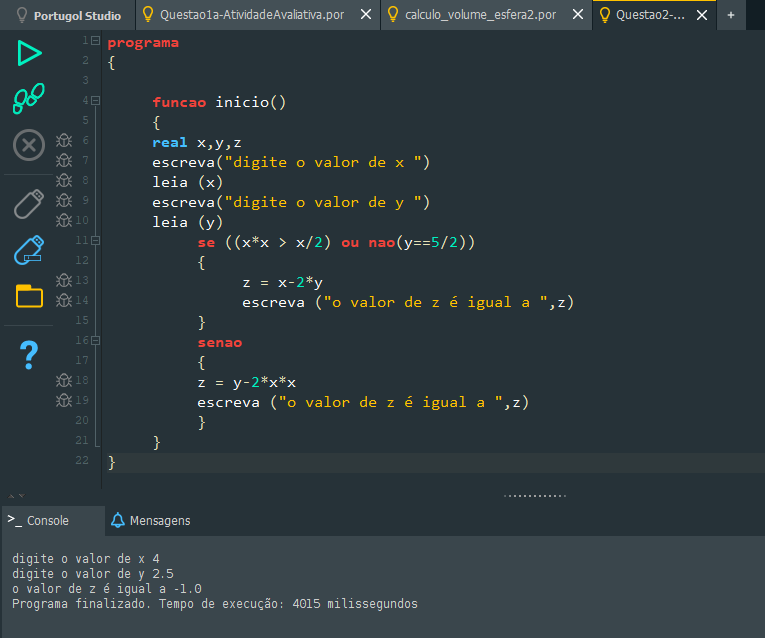 Portugol Studio Questao1a-AtividadeAvaliativa.por calculo_volume_esfera2.por Questao2-... +
1 programa
2 {
3
4 funcao inicio()
5 {
6 real x,y,z
7 escreva("digite o valor de x ")
8 leia (x)
9 escreva("digite o valor de y ")
10 leia (y)
11 se ((x*x > x/2) ou nao(y==5/2))
12 {
13 z = x-2*y
14 escreva ("o valor de z é igual a ",z)
15 }
16 senao
17 {
18 z = y-2*x*x
19 escreva ("o valor de z é igual a ",z)
20 }
21 }
22 }
>_ Console Mensagens
digite o valor de x 4
digite o valor de y 2.5
o valor de z é igual a -1.0
Programa finalizado. Tempo de execução: 4015 milissegundos